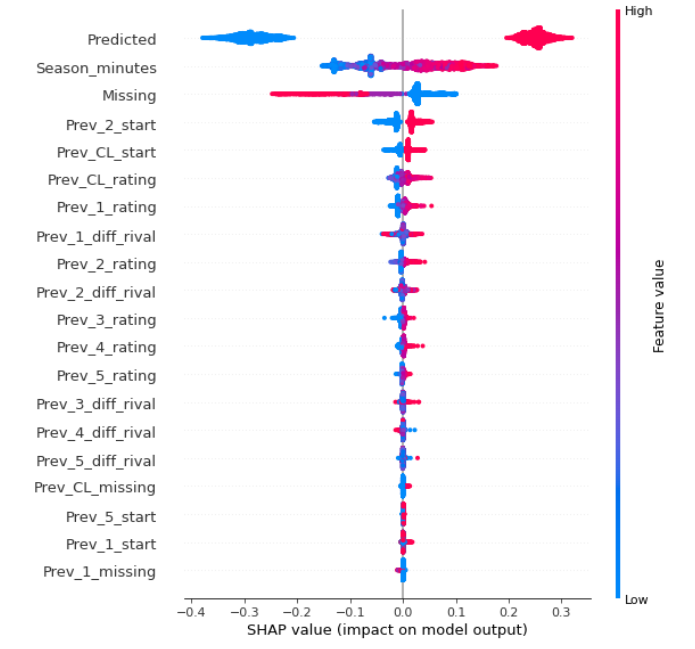 High
Predicted
Season_minutes
Missing
Prev_2_start
Prev_CL_start
Prev_CL_rating
Prev_1_rating
Prev_1_diff_rival
Prev_2_rating
Prev_2_diff_rival
Prev_3_rating
Prev_4_rating
Prev_5_rating
Prev_3_diff_rival
Prev_4_diff_rival
Prev_5_diff_rival
Prev_CL_missing
Prev_5_start
Prev_1_start
Prev_1_missing
Feature value
Low
−0.4 −0.3 −0.2 −0.1 0.0 0.1 0.2 0.3
SHAP value (impact on model output)